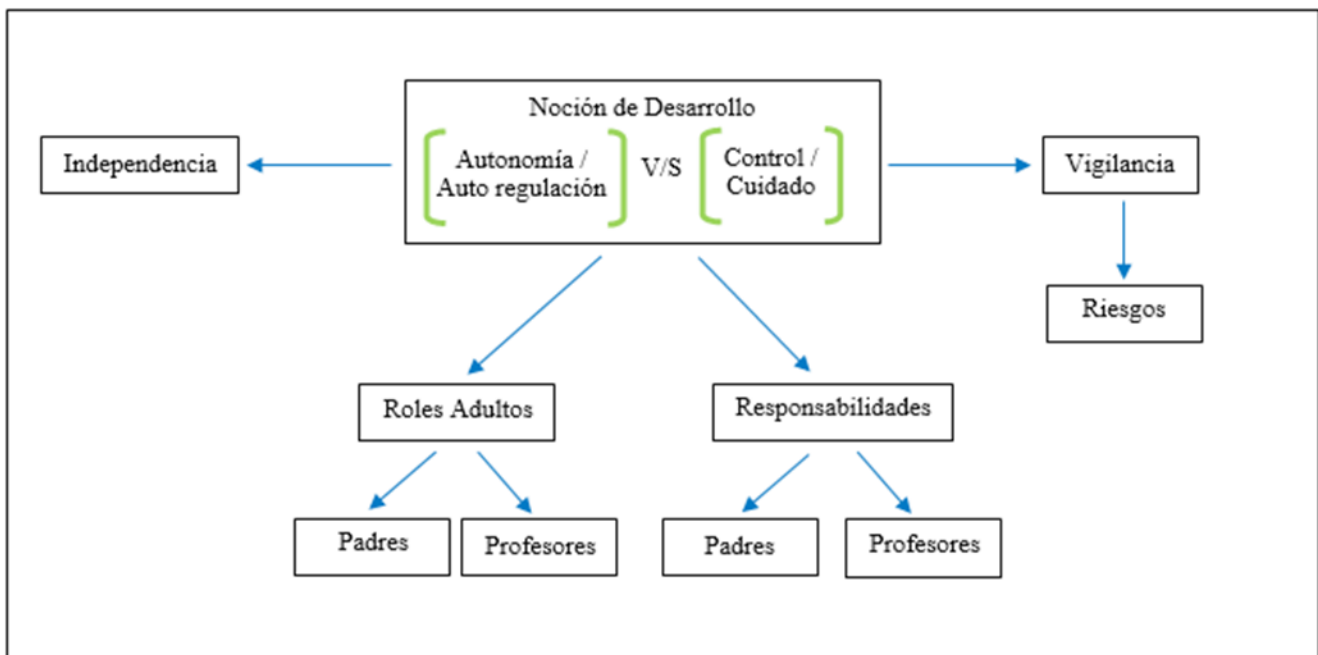 Noción de Desarrollo
Independencia
Autonomía /
Auto regulación
V/S
Control /
Cuidado
Vigilancia
Riesgos
Roles Adultos
Responsabilidades
Padres
Profesores
Padres
Profesores